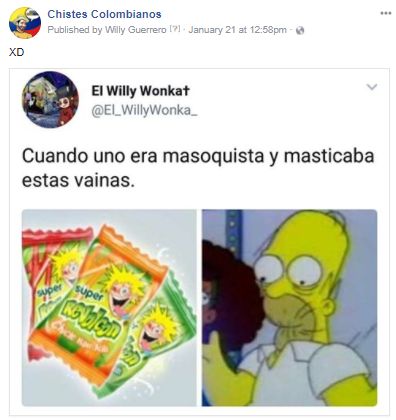 Chistes Colombianos
Published by Willy Guerrero [?] · January 21 at 12:58pm ·
XD
El Willy Wonka†
@El_WillyWonka_
Cuando uno era masoquista y masticaba
estas vainas.
super
super
Revolcon